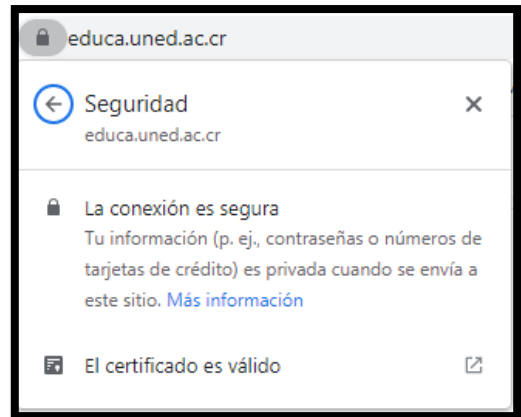 educa.uned.ac.cr
Seguridad
educa.uned.ac.cr
La conexión es segura
Tu información (p. ej., contraseñas o números de
tarjetas de crédito) es privada cuando se envía a
este sitio. Más información
El certificado es válido